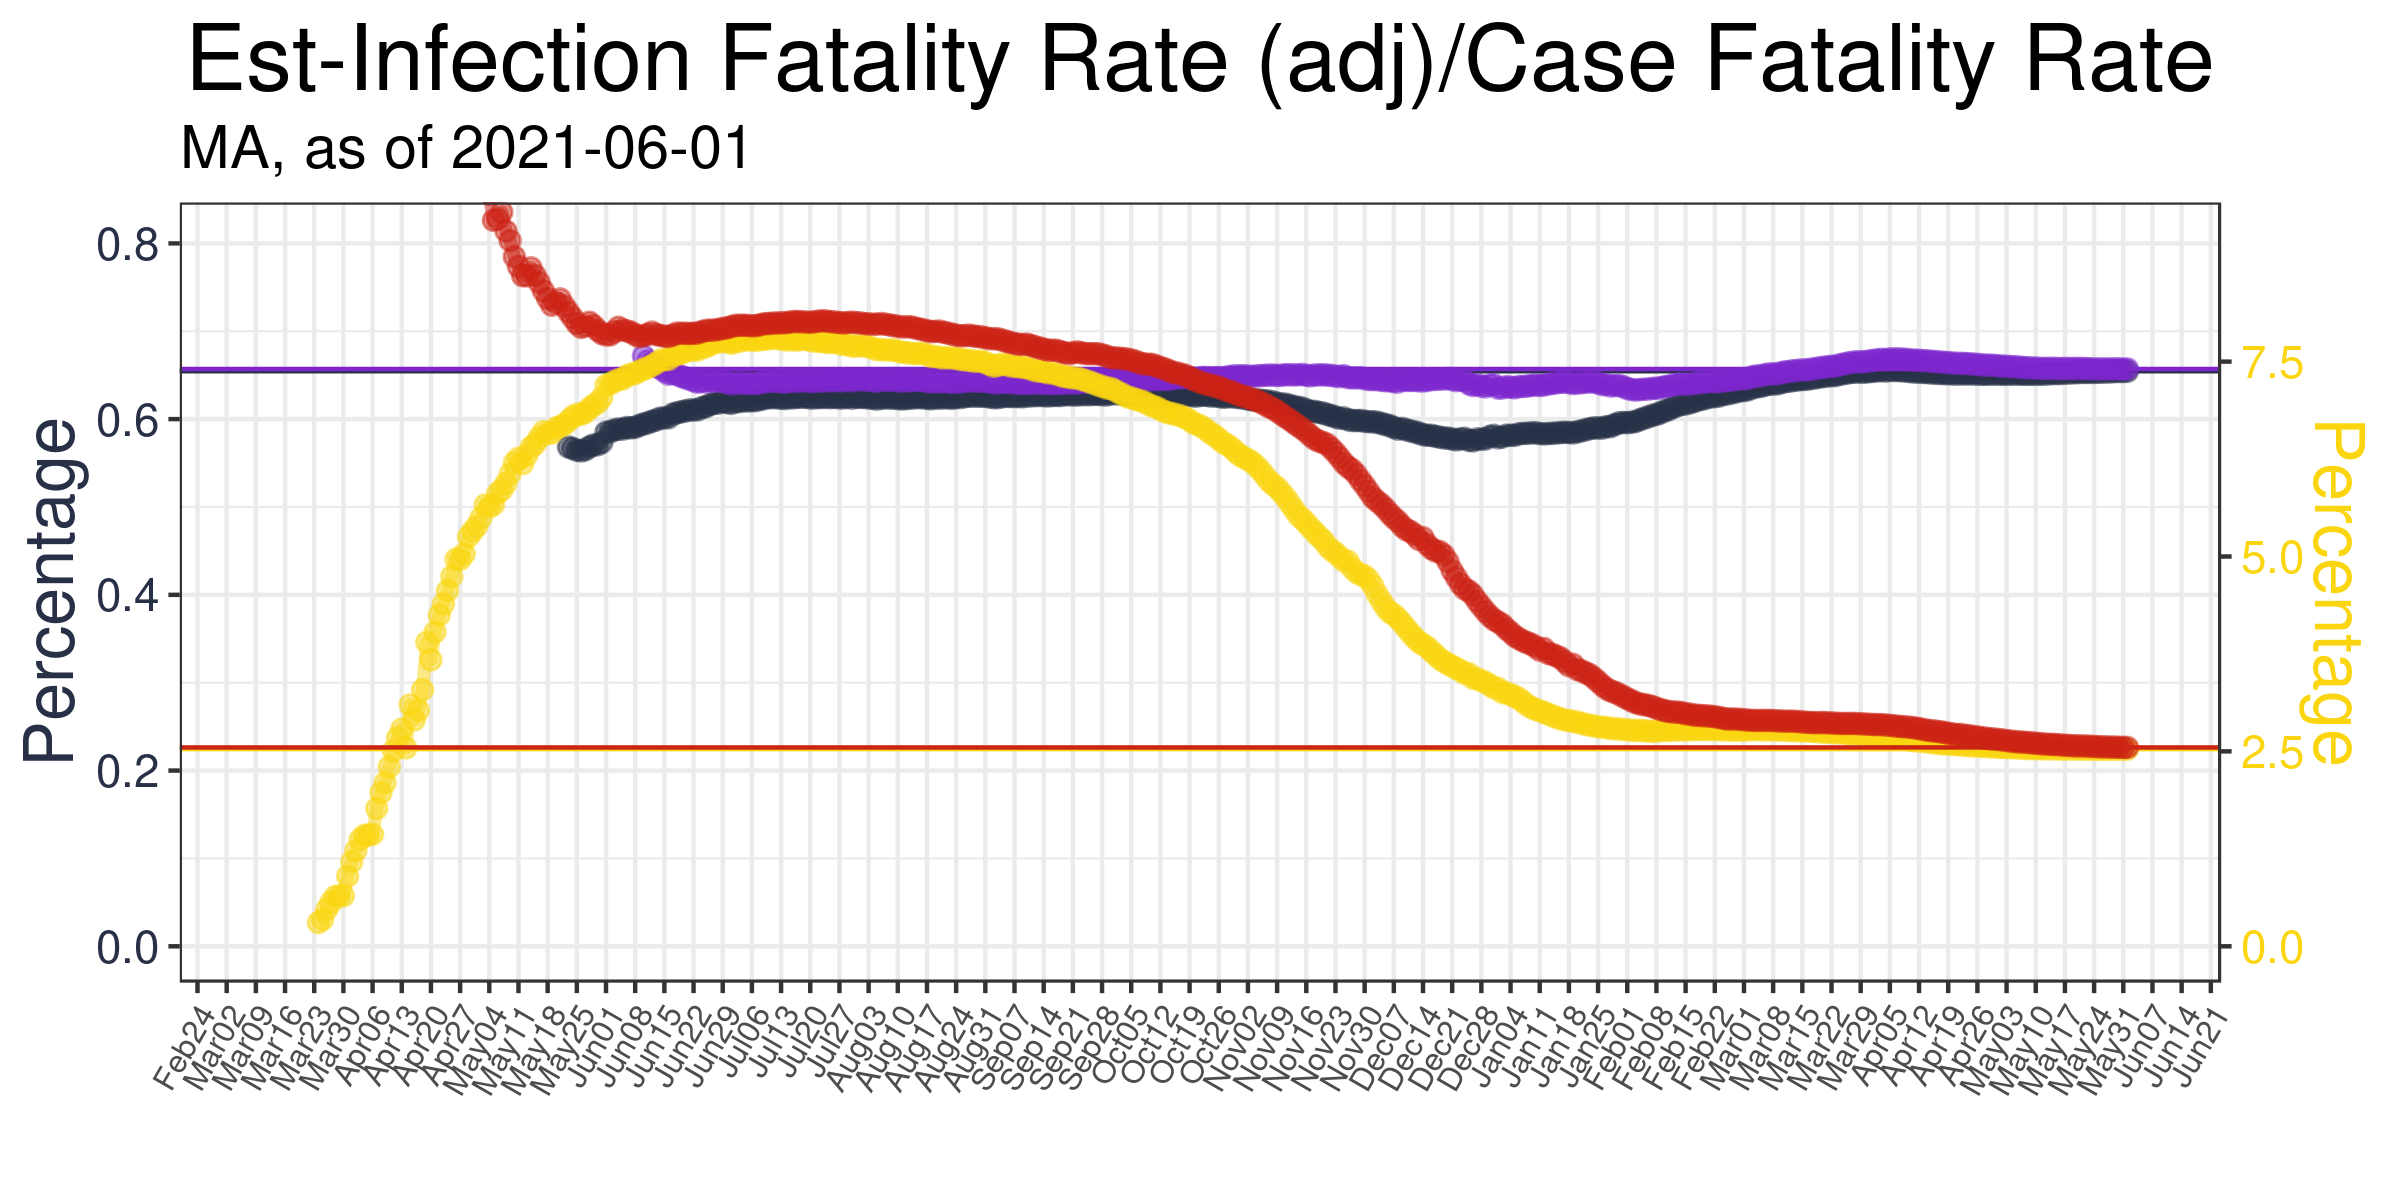 Est-Infection Fatality Rate (adj)/Case Fatality Rate
MA, as of 2021-06-01
Percentage
0.8
0.6
0.4
0.2
0.0
7.5
5.0
2.5
0.0
Percentage
Feb24
Mar02
Mar09
Mar16
Mar23
Mar30
Apr06
Apr13
Apr20
Apr27
May04
May11
May18
May25
Jun01
Jun08
Jun15
Jun22
Jun29
Jul06
Jul13
Jul20
Jul27
Aug03
Aug10
Aug17
Aug24
Aug31
Sep07
Sep14
Sep21
Sep28
Oct05
Oct12
Oct19
Oct26
Nov02
Nov09
Nov16
Nov23
Nov30
Dec07
Dec14
Dec21
Dec28
Jan04
Jan11
Jan18
Jan25
Feb01
Feb08
Feb15
Feb22
Mar01
Mar08
Mar15
Mar22
Mar29
Apr05
Apr12
Apr19
Apr26
May03
May10
May17
May24
May31
Jun07
Jun14
Jun21